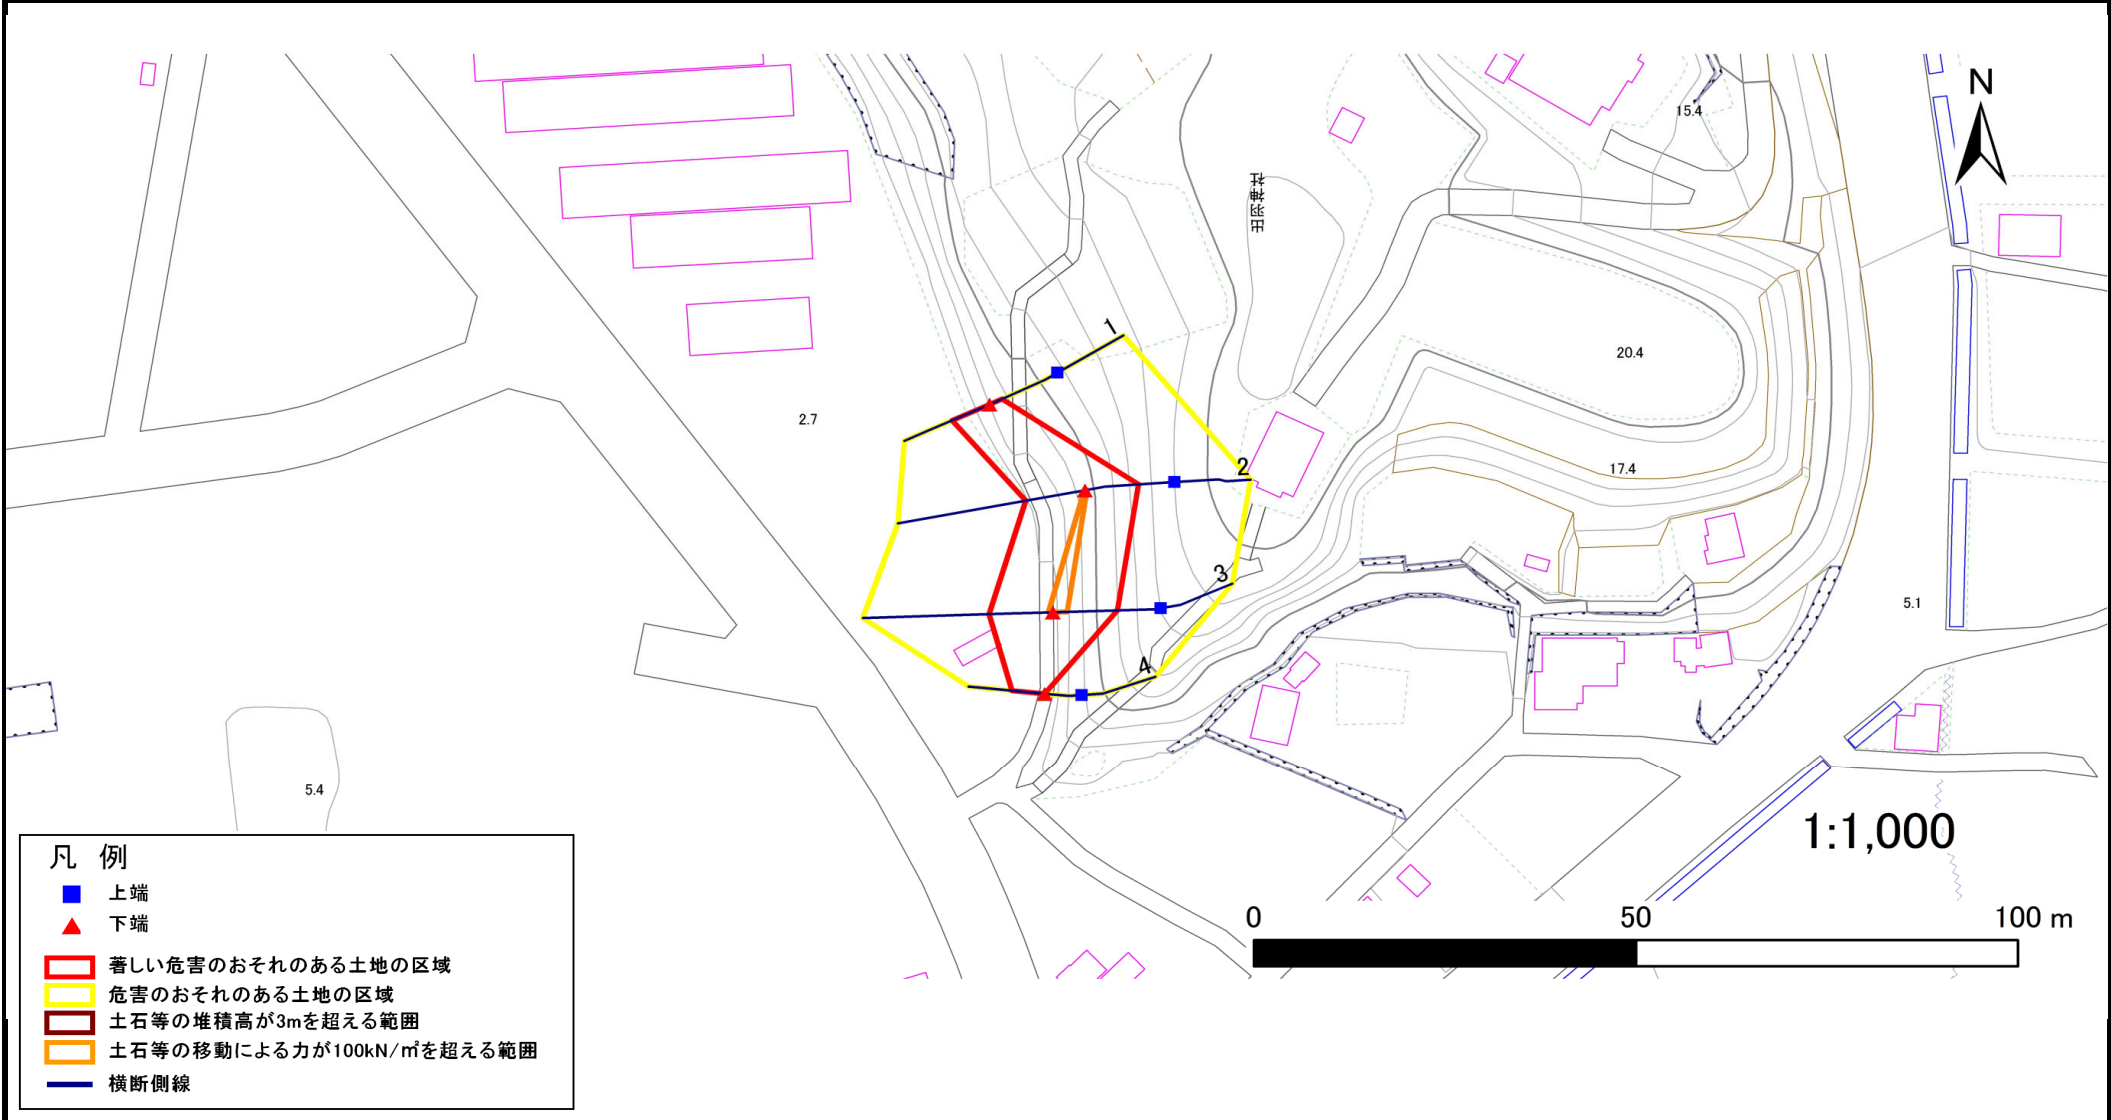 N
15.4
出羽神社
20.4
1
2.7
2
17.4
3
5.1
4
5.4
1:1,000
0 50 100 m
凡 例
上端
下端
著しい危害のおそれのある土地の区域
危害のおそれのある土地の区域
土石等の堆積高が3mを超える範囲
土石等の移動による力が100kN/㎡を超える範囲
横断側線